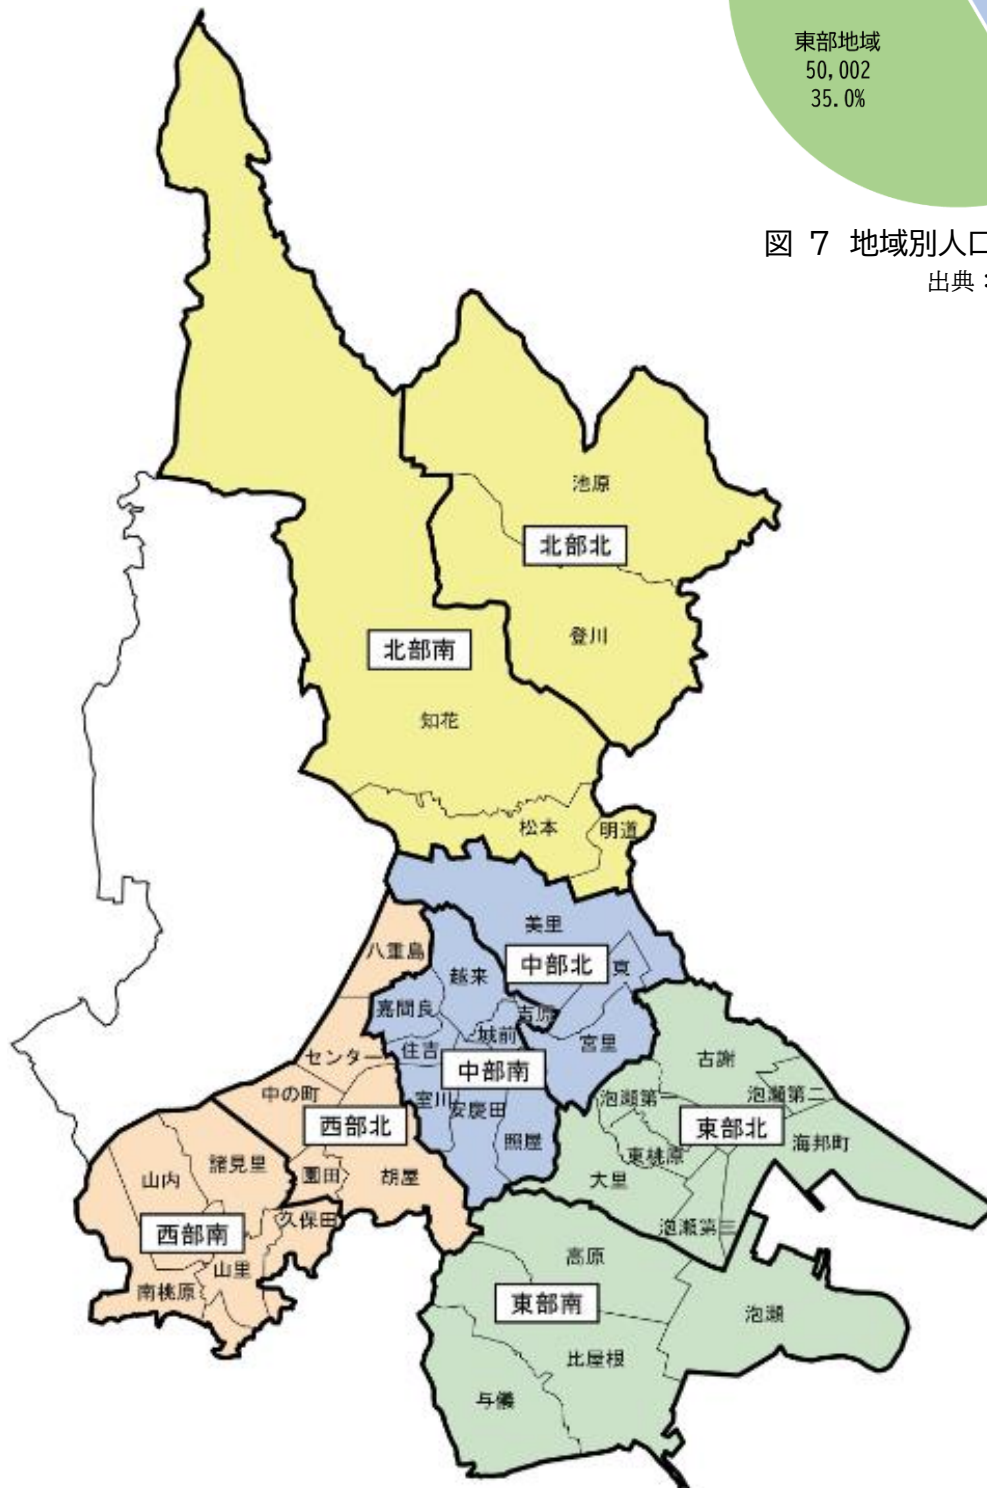 東部地域
50,002
35.0%
図 7 地域別人口
出典：
池原
北部北
登川
北部南
知花
松本
明道
美里
八重島
中部北
東
越来
嘉間良
吉原
城前
宮里
住吉
センター
中部南
古謝
中の町
室川
安慶田
泡瀬第一
泡瀬第二
西部北
照屋
東部北
海邦町
東桃原
諸見里
山内
園田
胡屋
大里
久保田
泡瀬第三
西部南
山里
高原
南桃原
東部南
泡瀬
比屋根
与儀